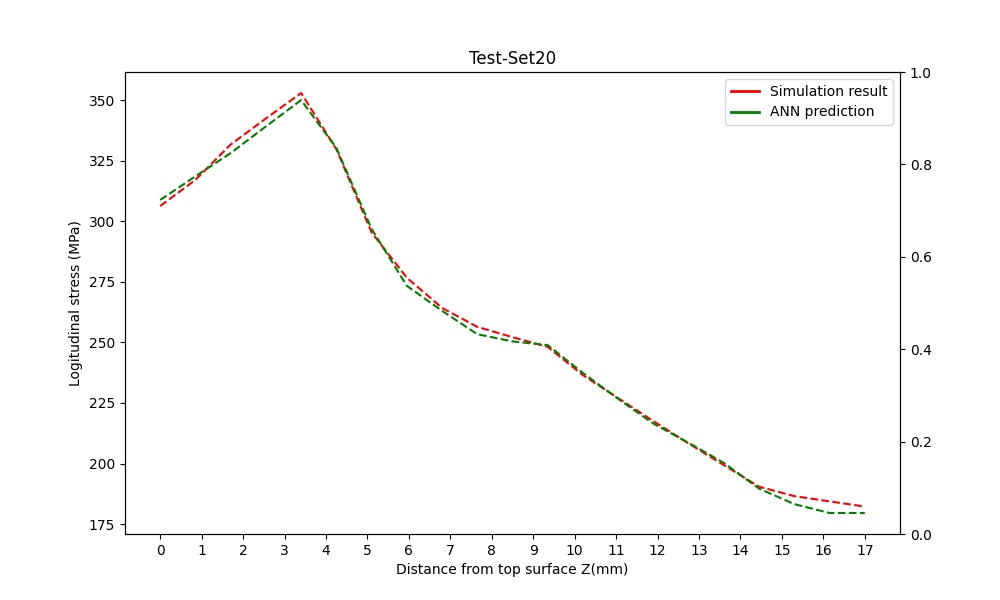 Test-Set20
Simulation result
ANN prediction
Logitudinal stress (MPa)
350
325
300
275
250
225
200
175
1.0
0.8
0.6
0.4
0.2
0.0
0 1 2 3 4 5 6 7 8 9 10 11 12 13 14 15 16 17
Distance from top surface Z(mm)